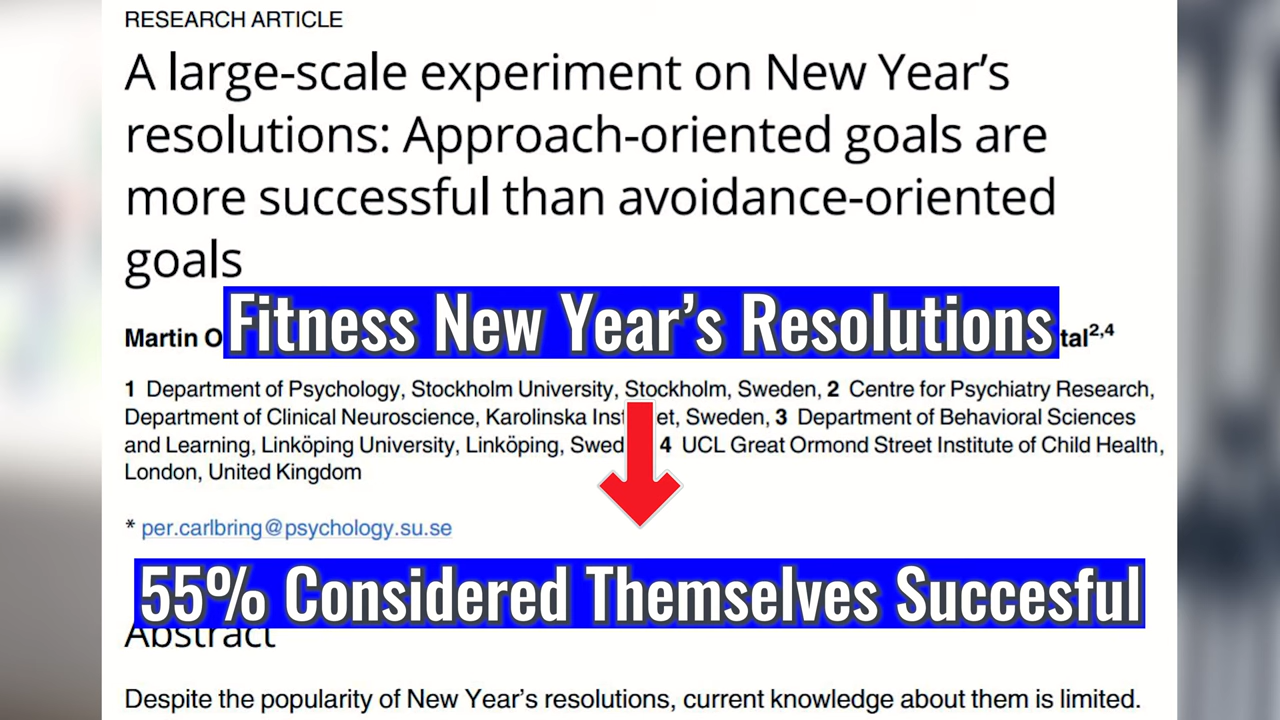 RESEARCH ARTICLE
A large-scale experiment on New Year's
resolutions: Approach-oriented goals are
more successful than avoidance-oriented
goals
Fitness New Year's Resolutions
Martin O tal2,4
1 Department of Psychology, Stockholm University, Stockholm, Sweden, 2 Centre for Psychiatry Research,
Department of Clinical Neuroscience, Karolinska Inst et, Sweden, 3 Department of Behavioral Sciences
and Learning, Linköping University, Linköping, Swed 4 UCL Great Ormond Street Institute of Child Health,
London, United Kingdom
* per.carlbring@psychology.su.se
55% Considered Themselves Succesful
Abstract
Despite the popularity of New Year's resolutions, current knowledge about them is limited.